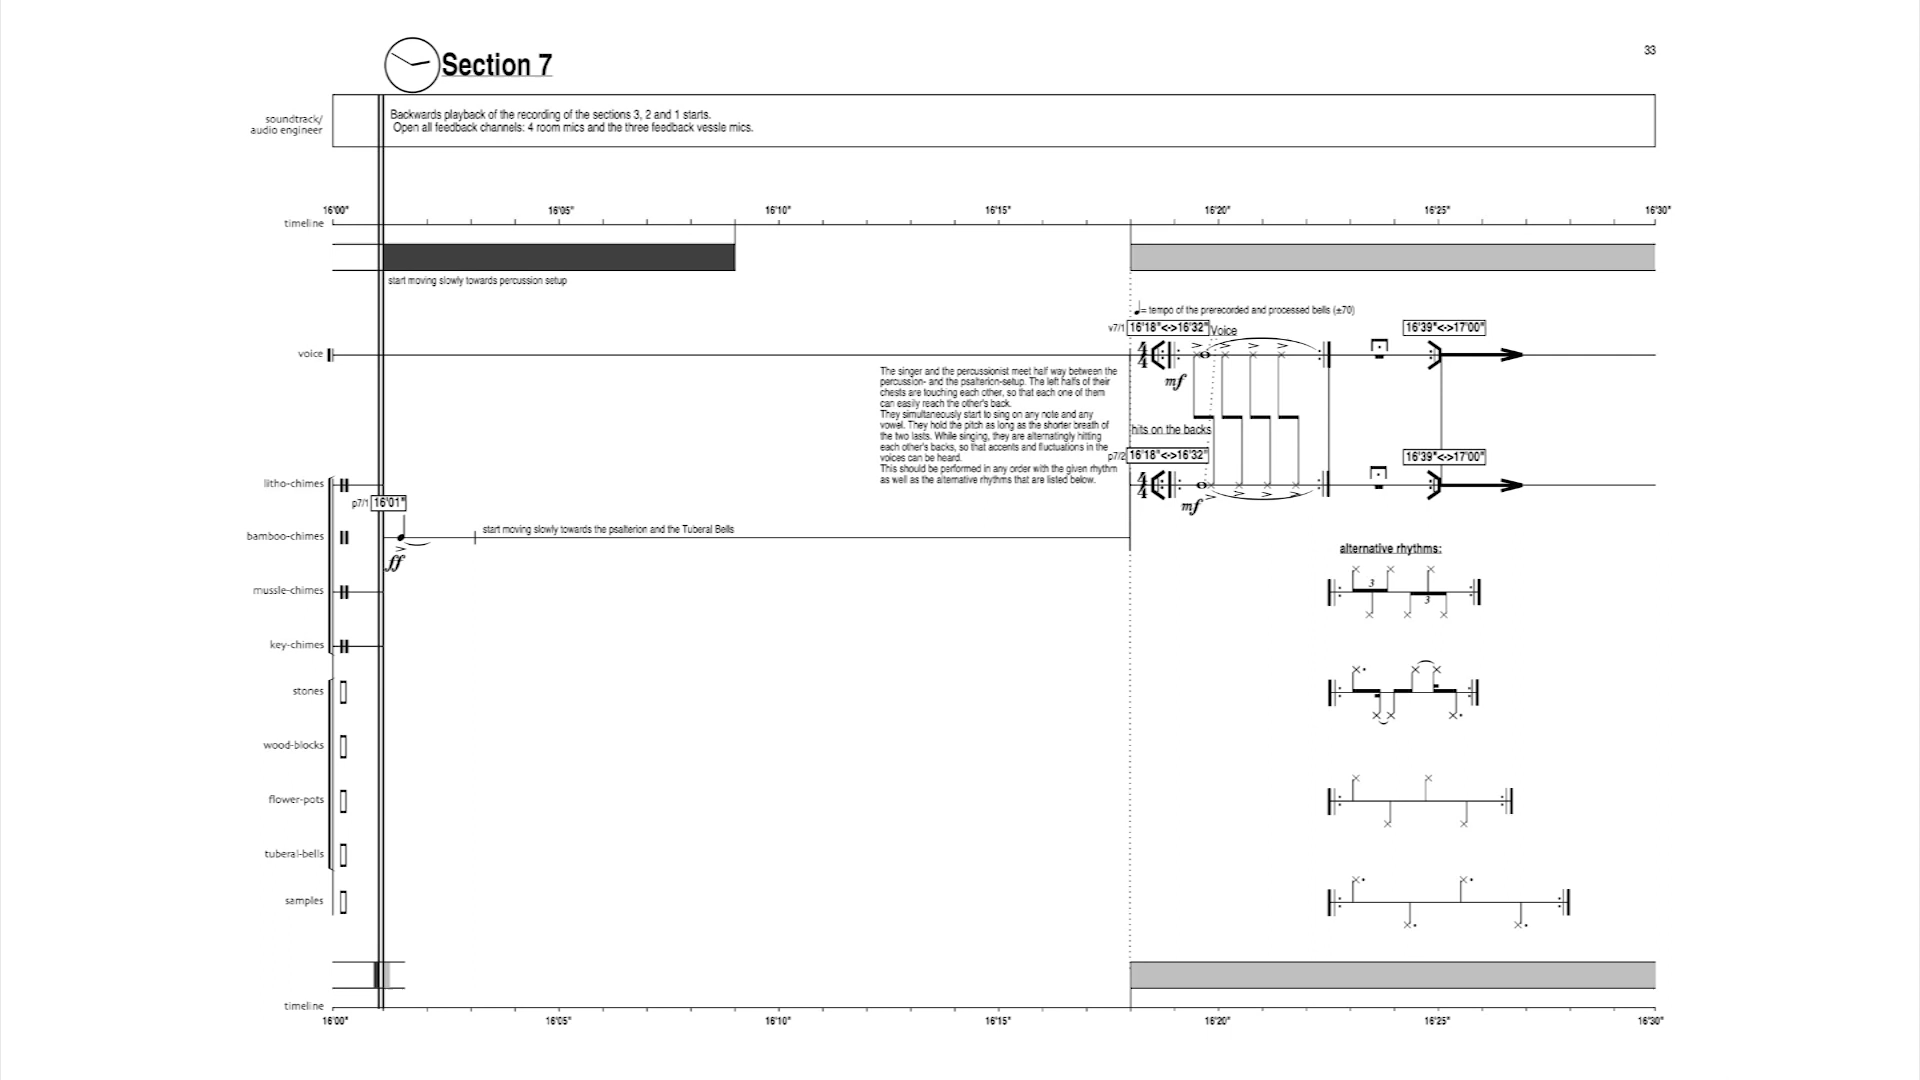 33
Section 7
soundtrack/
audio engineer
Backwards playback of the recording of the sections 3, 2 and 1 starts.
Open all feedback channels: 4 room mics and the three feedback vessle mics.
16'00" 16'05" 16'10" 16'15" 16'20" 16'25" 16'30"
timeline
start moving slowly towards percussion setup
= tempo of the prerecorded and processed bells (±70)
v7/1 16'18"<->16'32" Voice 16'39"<->17'00"
voice
4/4
mf
The singer and the percussionist meet half way between the
percussion- and the psalterion-setup. The left halfs of their
chests are touching each other, so that each one of them
can easily reach the other's back.
They simultaneously start to sing on any note and any
vowel. They hold the pitch as long as the shorter breath of
the two lasts. While singing, they are alternatingly hitting
each other's backs, so that accents and fluctuations in the
voices can be heard.
This should be performed in any order with the given rhythm
as well as the alternative rhythms that are listed below.
hits on the backs
p7/2 16'18"<->16'32" 16'39"<->17'00"
4/4
mf
litho-chimes
p7/1 16'01"
bamboo-chimes
start moving slowly towards the psalterion and the Tuberal Bells
ff
alternative rhythms:
3
3
mussle-chimes
key-chimes
stones
wood-blocks
flower-pots
tuberal-bells
samples
timeline
16'00" 16'05" 16'10" 16'15" 16'20" 16'25" 16'30"